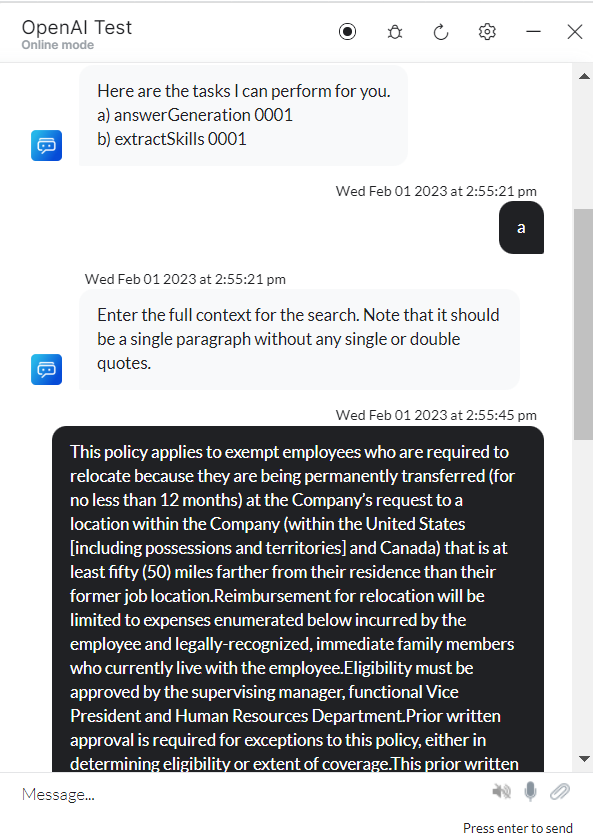 OpenAI Test
Online mode
Here are the tasks I can perform for you.
a) answerGeneration 0001
b) extractSkills 0001
Wed Feb 01 2023 at 2:55:21 pm
a
Wed Feb 01 2023 at 2:55:21 pm
Enter the full context for the search. Note that it should
be a single paragraph without any single or double
quotes.
Wed Feb 01 2023 at 2:55:45 pm
This policy applies to exempt employees who are required to
relocate because they are being permanently transferred (for
no less than 12 months) at the Company's request to a
location within the Company (within the United States
[including possessions and territories] and Canada) that is at
least fifty (50) miles farther from their residence than their
former job location.Reimbursement for relocation will be
limited to expenses enumerated below incurred by the
employee and legally-recognized, immediate family members
who currently live with the employee.Eligibility must be
approved by the supervising manager, functional Vice
President and Human Resources Department.Prior written
approval is required for exceptions to this policy, either in
determining eligibility or extent of coverage.This prior written
Message...
Press enter to send